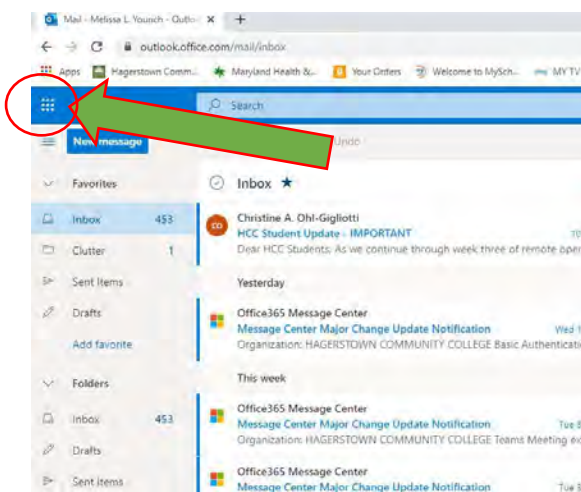 Mail - Melissa L. Younch - Outlo
outlook.office.com/mail/inbox
Apps Hagerstown Comm... Maryland Health &... Your Orders Welcome to MySch... MY TV
Search
New message Undo
Favorites Inbox
Inbox 453 CO Christine A. Ohl-Gigliotti
HCC Student Update - IMPORTANT
Clutter 1 Dear HCC Students: As we continue through week three of remote oper
Sent Items Yesterday
Drafts Office365 Message Center
Message Center Major Change Update Notification Wed 1
Add favorite Organization: HAGERSTOWN COMMUNITY COLLEGE Basic Authenticati
Folders This week
Inbox 453 Office365 Message Center
Message Center Major Change Update Notification Tue 3
Drafts Organization: HAGERSTOWN COMMUNITY COLLEGE Teams Meeting ex
Sent Items Office365 Message Center
Message Center Major Change Update Notification Tue 3